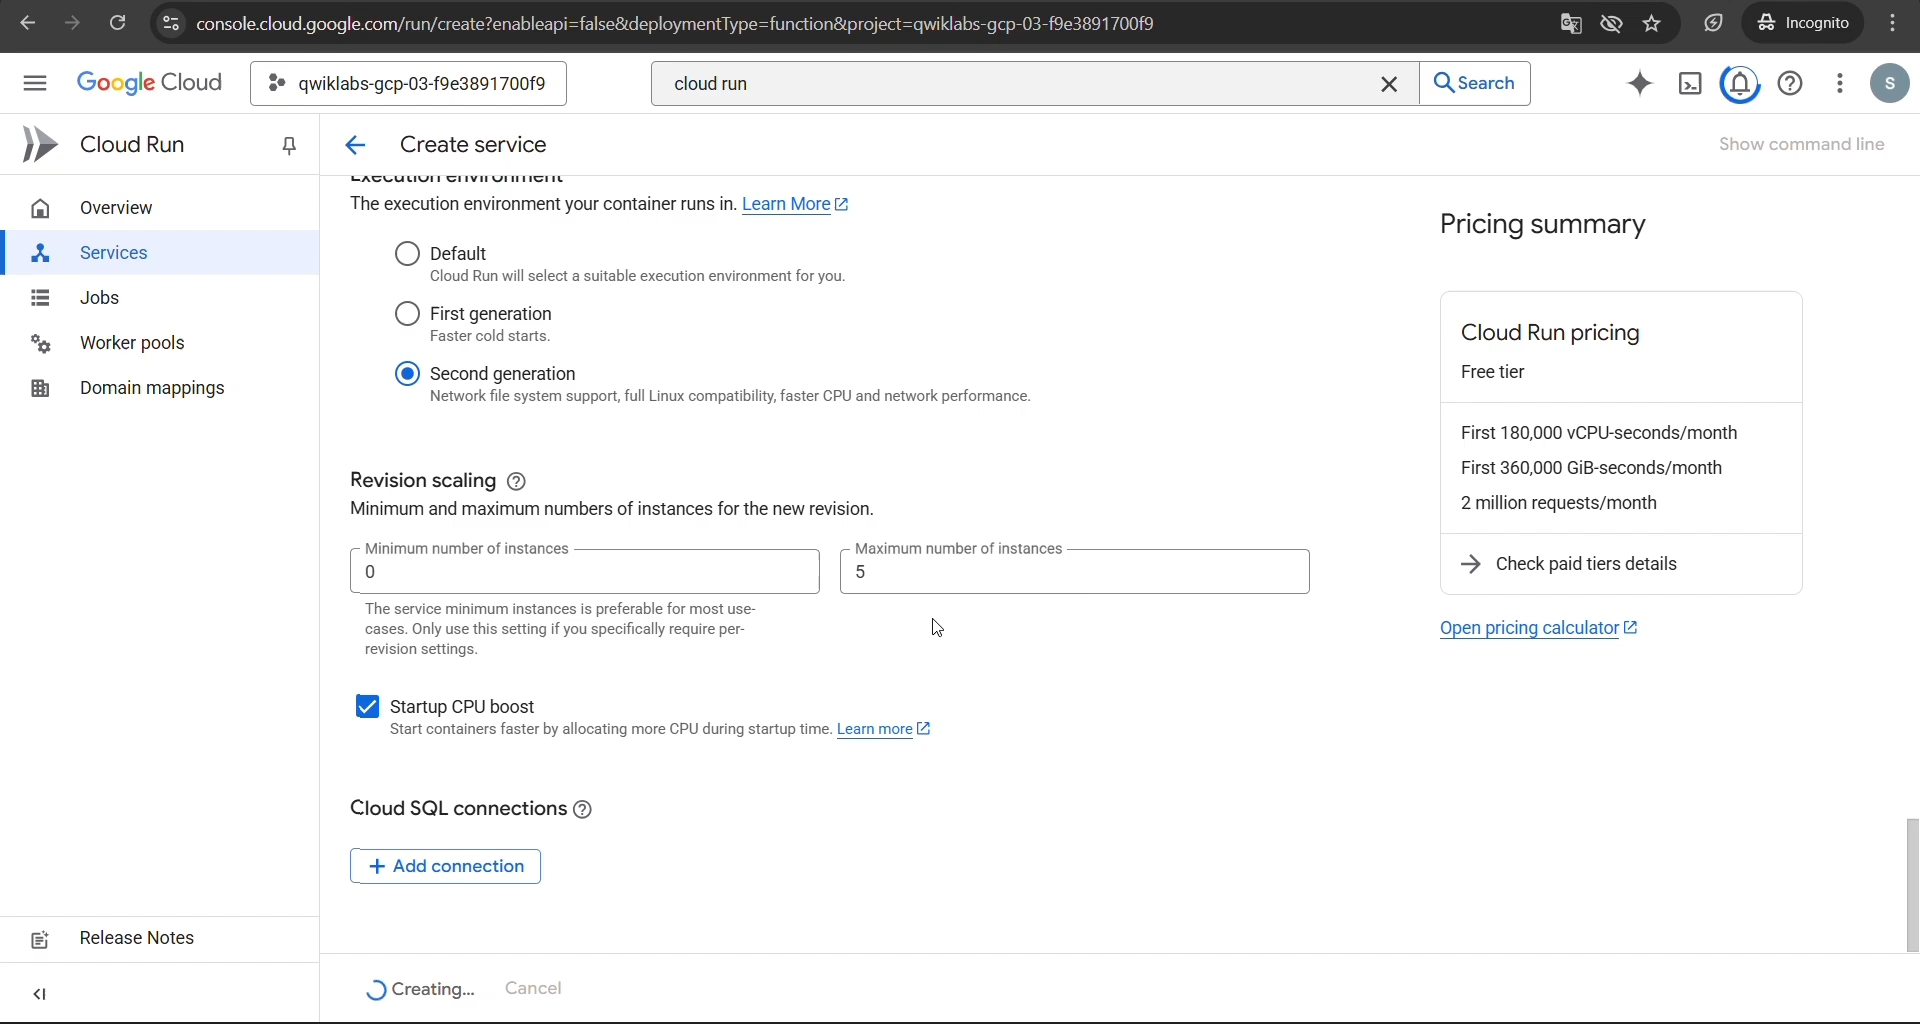 console.cloud.google.com/run/create?enableapi=false&deploymentType=function&project=qwiklabs-gcp-03-f9e3891700f9
Incognito
Google Cloud
qwiklabs-gcp-03-f9e3891700f9
cloud run
Search
S
Cloud Run
Create service
Show command line
Overview
Services
Jobs
Worker pools
Domain mappings
Release Notes
Execution environment
The execution environment your container runs in. Learn More
Default
Cloud Run will select a suitable execution environment for you.
First generation
Faster cold starts.
Second generation
Network file system support, full Linux compatibility, faster CPU and network performance.
Revision scaling
Minimum and maximum numbers of instances for the new revision.
Minimum number of instances
0
Maximum number of instances
5
The service minimum instances is preferable for most use-
cases. Only use this setting if you specifically require per-
revision settings.
Startup CPU boost
Start containers faster by allocating more CPU during startup time. Learn more
Cloud SQL connections
Add connection
Creating...
Cancel
Pricing summary
Cloud Run pricing
Free tier
First 180,000 vCPU-seconds/month
First 360,000 GiB-seconds/month
2 million requests/month
Check paid tiers details
Open pricing calculator